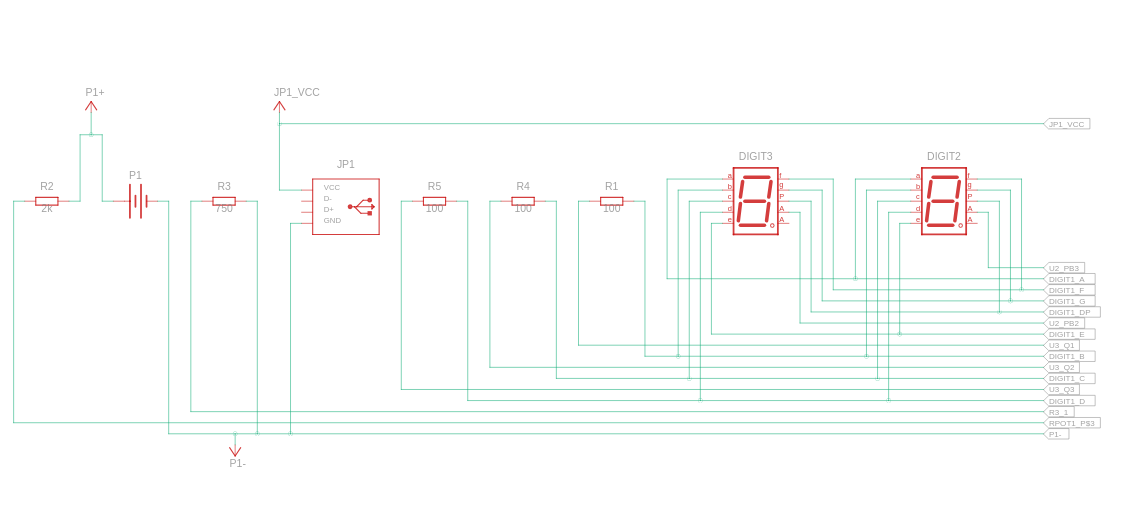 P1+
JP1_VCC
JP1_VCC
R2
2k
P1
R3
750
JP1
VCC
D-
D+
GND
R5
100
R4
100
R1
100
DIGIT3
a
b
c
d
e
f
g
P
A
A
DIGIT2
a
b
c
d
e
f
g
P
A
A
U2_PB3
DIGIT1_A
DIGIT1_F
DIGIT1_G
DIGIT1_DP
U2_PB2
DIGIT1_E
U3_Q1
DIGIT1_B
U3_Q2
DIGIT1_C
U3_Q3
DIGIT1_D
R3_1
RPOT1_P$3
P1-
P1-